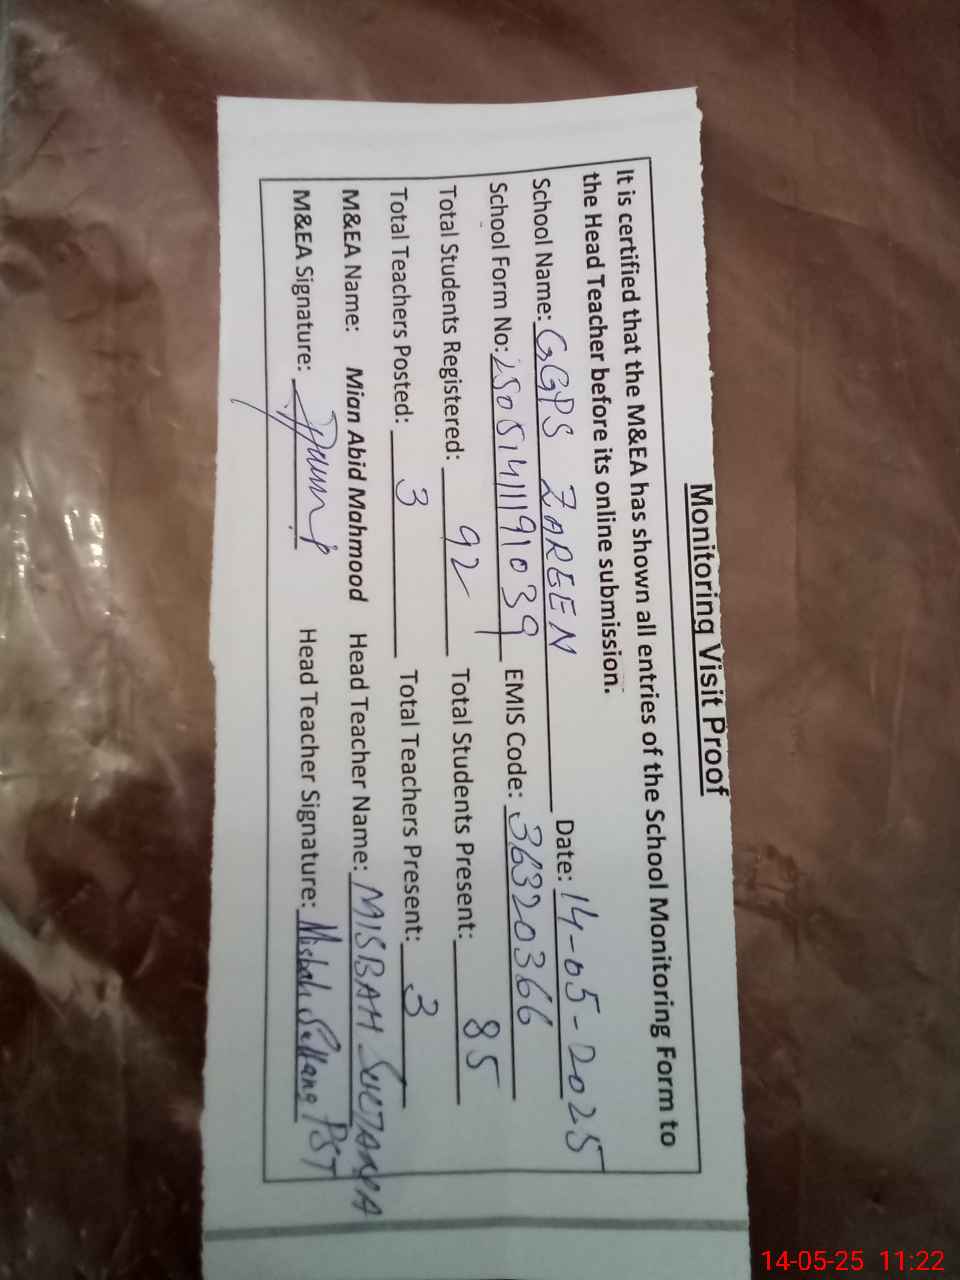 Monitoring Visit Proof
It is certified that the M&EA has shown all entries of the School Monitoring Form to
the Head Teacher before its online submission.
School Name: GGPS ZAREEN Date: 14-05-2025
School Form No: 25051411191039 EMIS Code: 36320366
Total Students Registered: 92 Total Students Present: 85
Total Teachers Posted: 3 Total Teachers Present: 3
M&EA Name: Mian Abid Mahmood Head Teacher Name: MISBAH SULTANA
M&EA Signature: Head Teacher Signature: Misbah Sultana PST
14-05-25 11:22